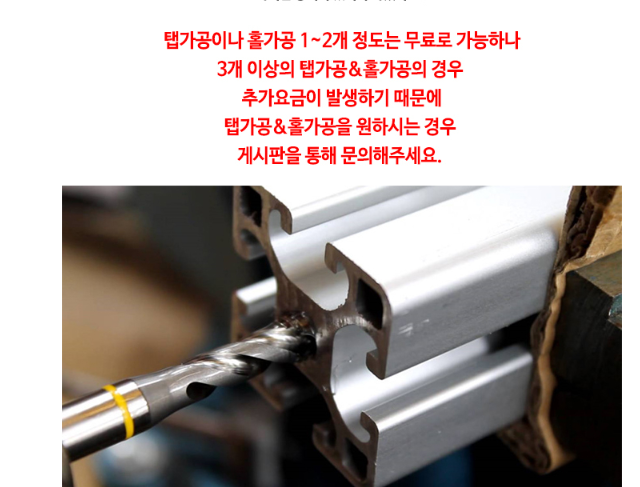 탭가공이나 홀가공 1~2개 정도는 무료로 가능하나
3개 이상의 탭가공&홀가공의 경우
추가요금이 발생하기 때문에
탭가공&홀가공을 원하시는 경우
게시판을 통해 문의해주세요.